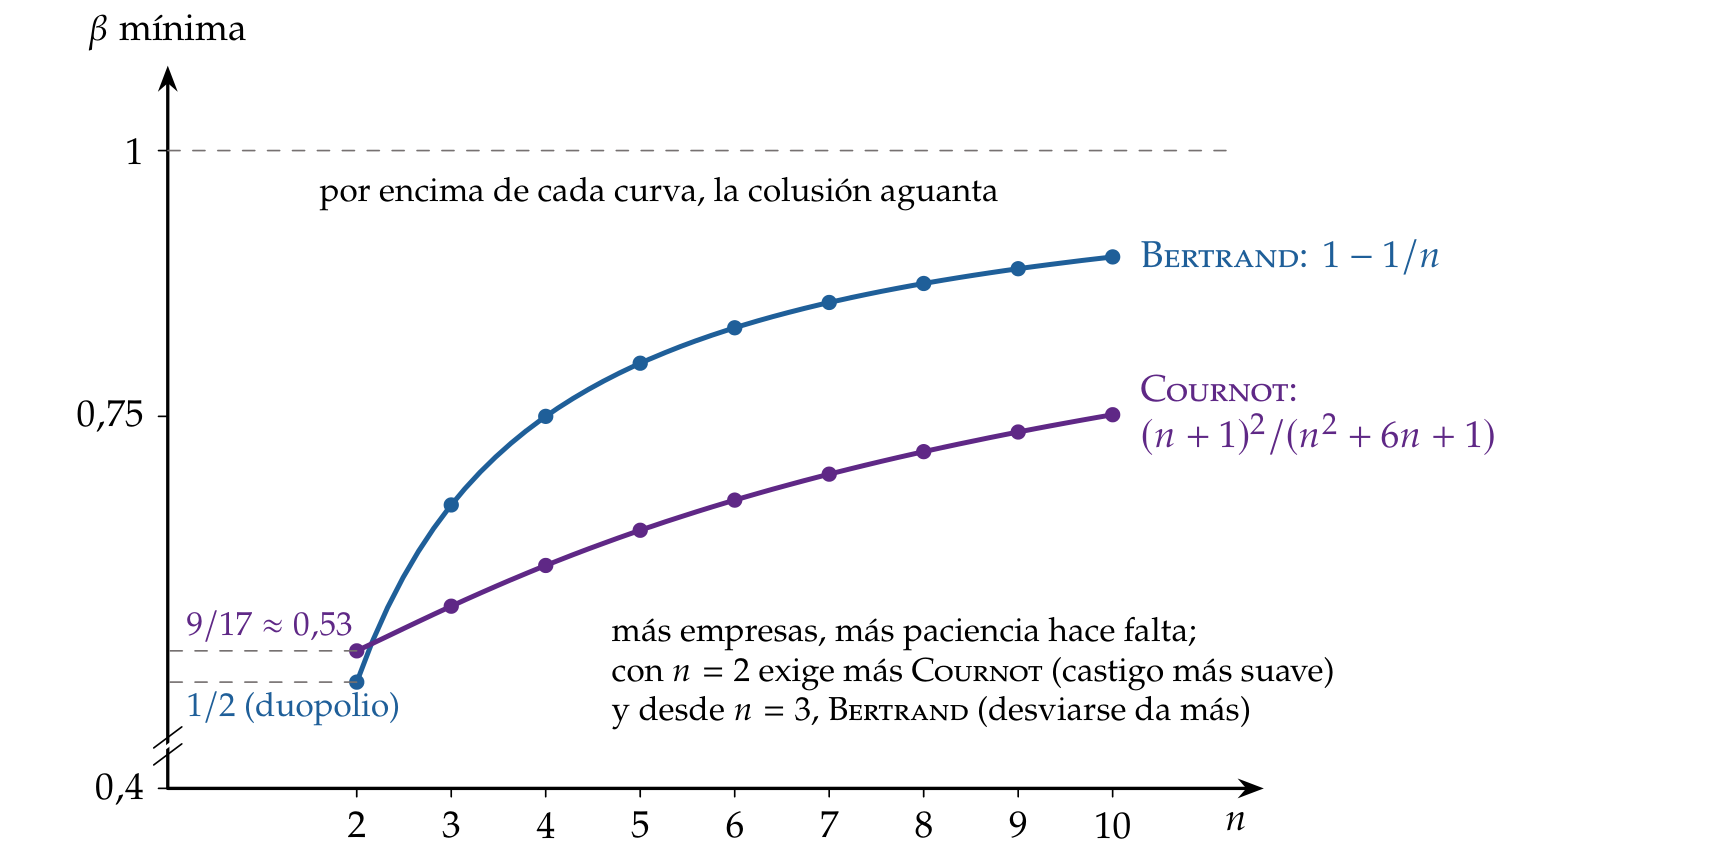 β mínima
1
por encima de cada curva, la colusión aguanta
Bertrand: 1 − 1/n
0,75
Cournot:
(n + 1)²/(n² + 6n + 1)
9/17 ≈ 0,53
1/2 (duopolio)
más empresas, más paciencia hace falta;
con n = 2 exige más Cournot (castigo más suave)
y desde n = 3, Bertrand (desviarse da más)
0,4
2 3 4 5 6 7 8 9 10 n